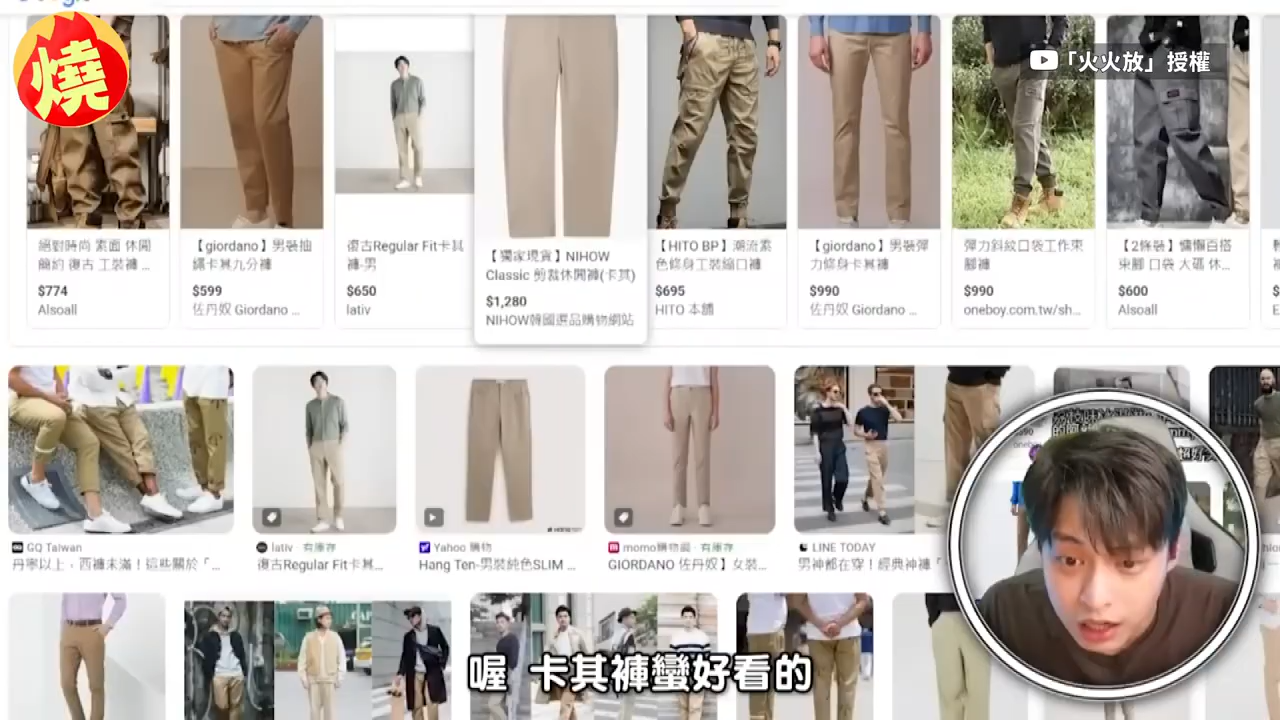 燒
「火火放」授權
絕對時尚 素面 休閒
簡約 復古 工裝褲 ...
$774
Alsoall
【giordano】男裝抽
繩卡其九分褲
$599
佐丹奴 Giordano ...
復古Regular Fit卡其
褲-男
$650
lativ
【獨家現貨】NIHOW
Classic 剪裁休閒褲(卡其)
$1,280
NIHOW韓國選品購物網站
【HITO BP】潮流素
色修身工裝縮口褲
$695
HITO 本舖
【giordano】男裝彈
力修身卡其褲
$990
佐丹奴 Giordano ...
彈力斜紋口袋工作束
腳褲
$990
oneboy.com.tw/sh...
【2條裝】慵懶百搭
束腳 口袋 大碼 休...
$600
Alsoall
GQ Taiwan
丹寧以上，西褲未滿！這些關於「...
lativ · 有庫存
復古Regular Fit卡其...
Yahoo 購物
Hang Ten-男裝純色SLIM ...
momo購物網 · 有庫存
GIORDANO 佐丹奴】女裝...
LINE TODAY
男神都在穿！經典神褲「
喔 卡其褲蠻好看的